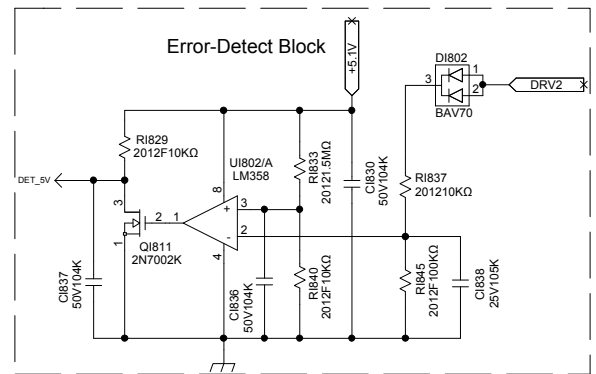 Error-Detect Block
+5.1V
DI802
3
1
2
BAV70
DRV2
RI829
2012F10KΩ
DET_5V
3
2
1
QI811
2N7002K
CI837
50V104K
UI802/A
LM358
8
1
+
3
-
2
4
RI833
20121.5MΩ
CI830
50V104K
RI837
201210KΩ
CI836
50V104K
RI840
2012F10KΩ
RI845
2012F100KΩ
CI838
25V105K